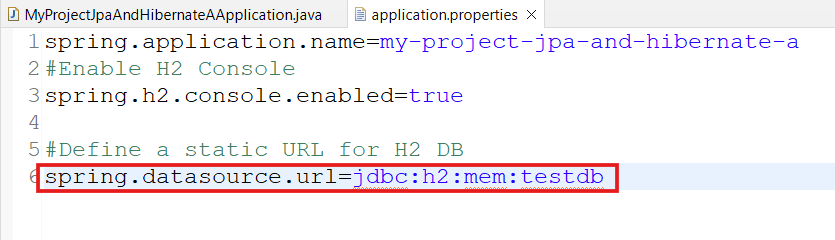 MyProjectJpaAndHibernateAApplication.java
application.properties
1 spring.application.name=my-project-jpa-and-hibernate-a
2 #Enable H2 Console
3 spring.h2.console.enabled=true
4
5 #Define a static URL for H2 DB
6 spring.datasource.url=jdbc:h2:mem:testdb